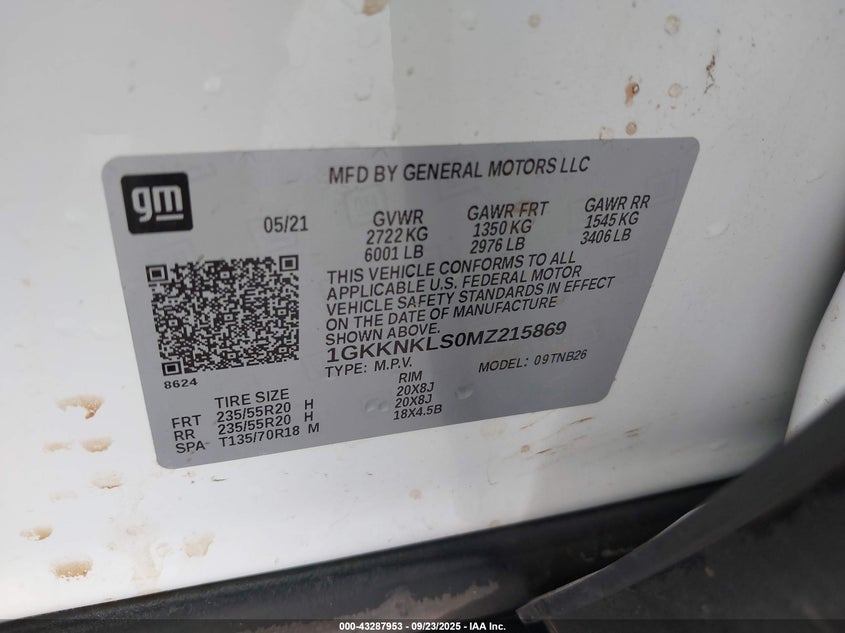 gm
MFD BY GENERAL MOTORS LLC
05/21
GVWR
2722 KG
6001 LB
GAWR FRT
1350 KG
2976 LB
GAWR RR
1545 KG
3406 LB
THIS VEHICLE CONFORMS TO ALL
APPLICABLE U.S. FEDERAL MOTOR
VEHICLE SAFETY STANDARDS IN EFFECT
ON THE DATE OF MANUFACTURE
SHOWN ABOVE.
1GKKNKLS0MZ215869
TYPE: M.P.V.
MODEL: 09TNB26
8624
TIRE SIZE RIM
FRT 235/55R20 H 20X8J
RR 235/55R20 H 20X8J
SPA T135/70R18 M 18X4.5B
000-43287953 - 09/23/2025 - IAA Inc.